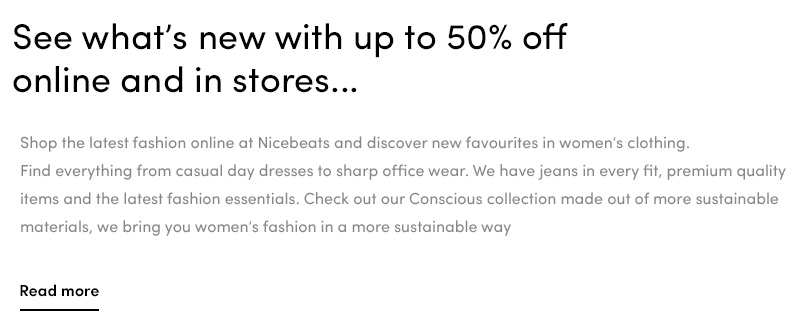 See what's new with up to 50% off
online and in stores...
Shop the latest fashion online at Nicebeats and discover new favourites in women's clothing.
Find everything from casual day dresses to sharp office wear. We have jeans in every fit, premium quality
items and the latest fashion essentials. Check out our Conscious collection made out of more sustainable
materials, we bring you women's fashion in a more sustainable way
Read more